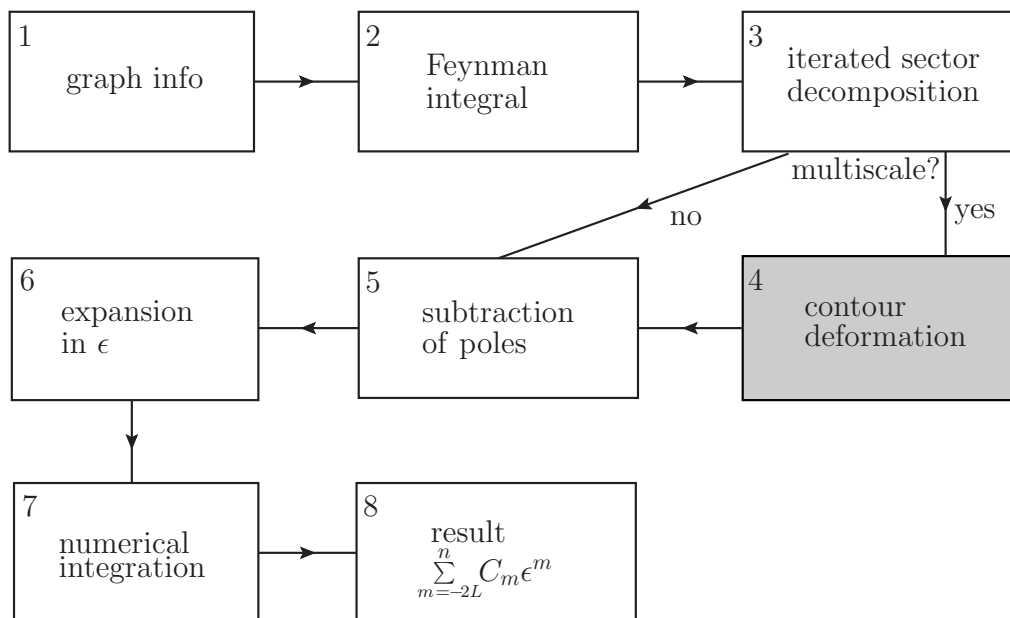 1
graph info
2
Feynman
integral
3
iterated sector
decomposition
multiscale?
no
yes
6
expansion
in ϵ
5
subtraction
of poles
4
contour
deformation
7
numerical
integration
8
result
n
∑ C_m ϵ^m
m=-2L